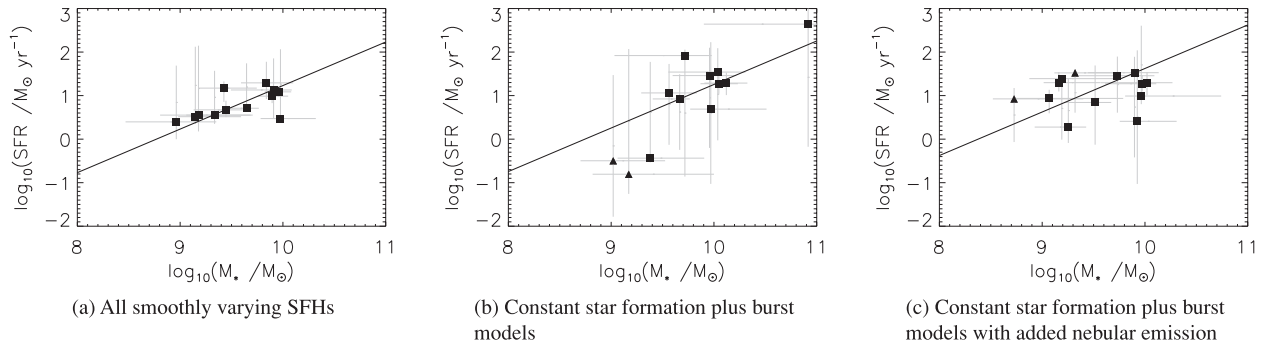 3
2
1
0
−1
−2
8
9
10
11
log10(SFR /M⊙ yr−1)
log10(M* /M⊙)
(a) All smoothly varying SFHs
3
2
1
0
−1
−2
8
9
10
11
log10(SFR /M⊙ yr−1)
log10(M* /M⊙)
(b) Constant star formation plus burst
models
3
2
1
0
−1
−2
8
9
10
11
log10(SFR /M⊙ yr−1)
log10(M* /M⊙)
(c) Constant star formation plus burst
models with added nebular emission